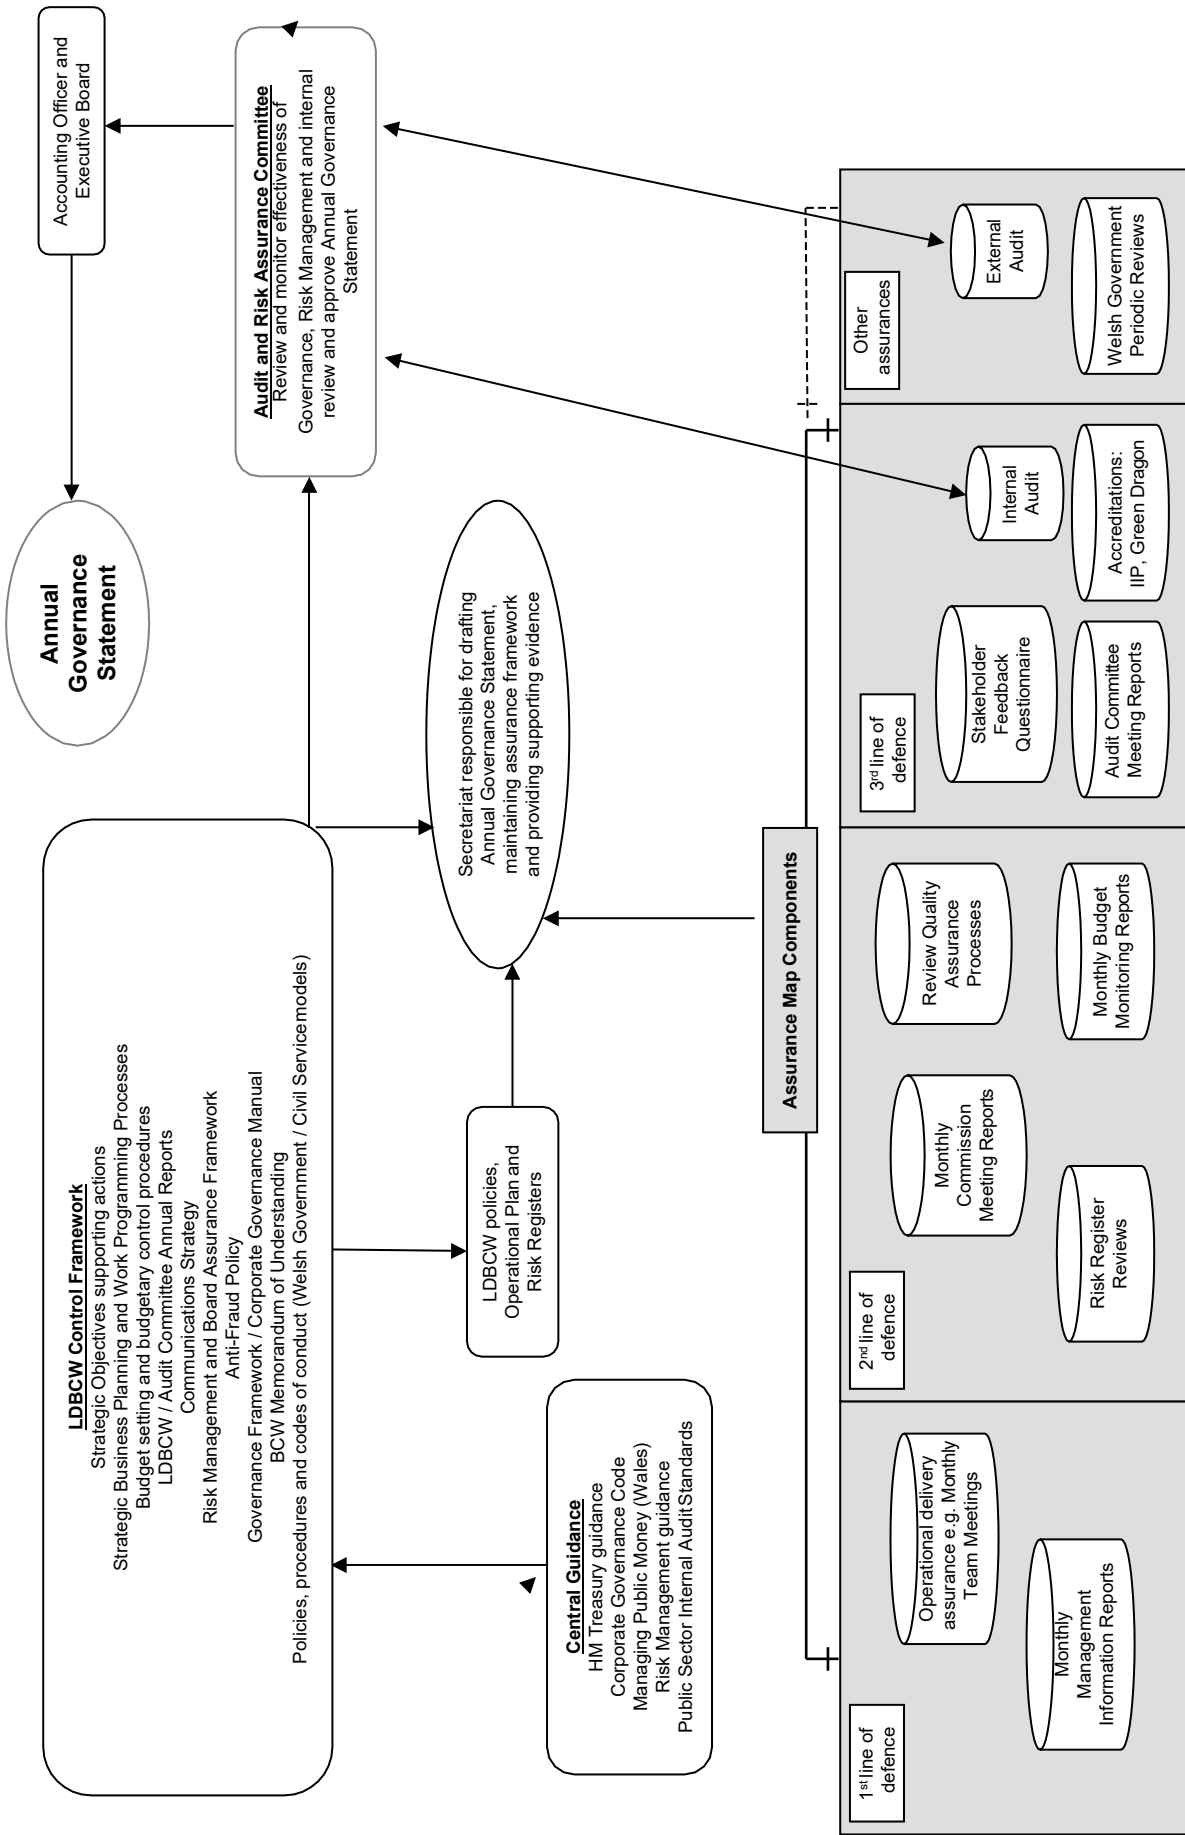 LDBCW Control Framework
Strategic Objectives supporting actions
Strategic Business Planning and Work Programming Processes
Budget setting and budgetary control procedures
LDBCW / Audit Committee Annual Reports
Communications Strategy
Risk Management and Board Assurance Framework
Anti-Fraud Policy
Governance Framework / Corporate Governance Manual
BCW Memorandum of Understanding
Policies, procedures and codes of conduct (Welsh Government / Civil Servicemodels)
Annual
Governance
Statement
Accounting Officer and
Executive Board
Audit and Risk Assurance Committee
Review and monitor effectiveness of
Governance, Risk Management and internal
review and approve Annual Governance
Statement
Central Guidance
HM Treasury guidance
Corporate Governance Code
Managing Public Money (Wales)
Risk Management guidance
Public Sector Internal AuditStandards
LDBCW policies,
Operational Plan and
Risk Registers
Secretariat responsible for drafting
Annual Governance Statement,
maintaining assurance framework
and providing supporting evidence
Assurance Map Components
1st line of
defence
Operational delivery
assurance e.g. Monthly
Team Meetings
Monthly
Management
Information Reports
2nd line of
defence
Monthly
Commission
Meeting Reports
Review Quality
Assurance
Processes
Risk Register
Reviews
Monthly Budget
Monitoring Reports
3rd line of
defence
Stakeholder
Feedback
Questionnaire
Internal
Audit
Audit Committee
Meeting Reports
Accreditations:
IIP, Green Dragon
Other
assurances
External
Audit
Welsh Government
Periodic Reviews